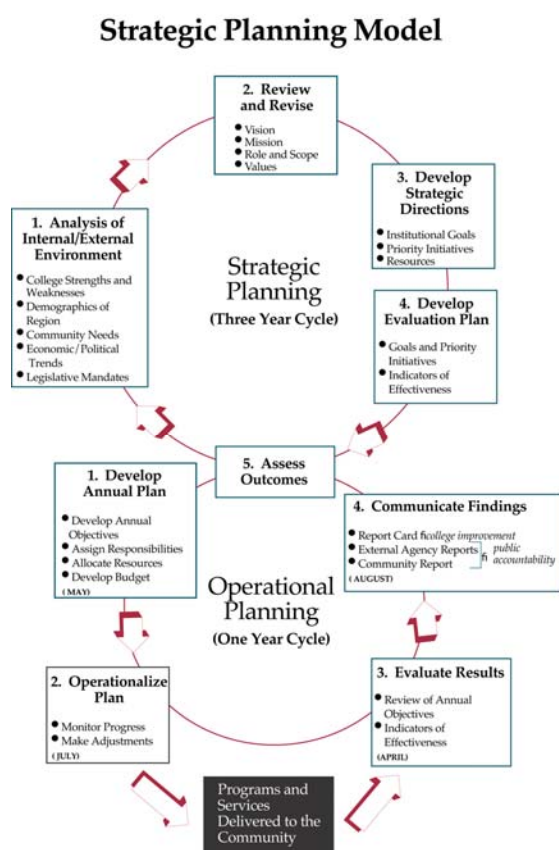 Strategic Planning Model
2. Review
and Revise
● Vision
● Mission
● Role and Scope
● Values
3. Develop
Strategic
Directions
● Institutional Goals
● Priority Initiatives
● Resources
1. Analysis of
Internal/External
Environment
● College Strengths and
Weaknesses
● Demographics of
Region
● Community Needs
● Economic/Political
Trends
● Legislative Mandates
Strategic
Planning
(Three Year Cycle)
4. Develop
Evaluation Plan
● Goals and Priority
Initiatives
● Indicators of
Effectiveness
5. Assess
Outcomes
1. Develop
Annual Plan
● Develop Annual
Objectives
● Assign Responsibilities
● Allocate Resources
● Develop Budget
(MAY)
4. Communicate Findings
● Report Card ficollege improvement
● External Agency Reports
● Community Report
fi public
accountability
(AUGUST)
Operational
Planning
(One Year Cycle)
2. Operationalize
Plan
● Monitor Progress
● Make Adjustments
(JULY)
3. Evaluate Results
● Review of Annual
Objectives
● Indicators of
Effectiveness
(APRIL)
Programs and
Services
Delivered to the
Community